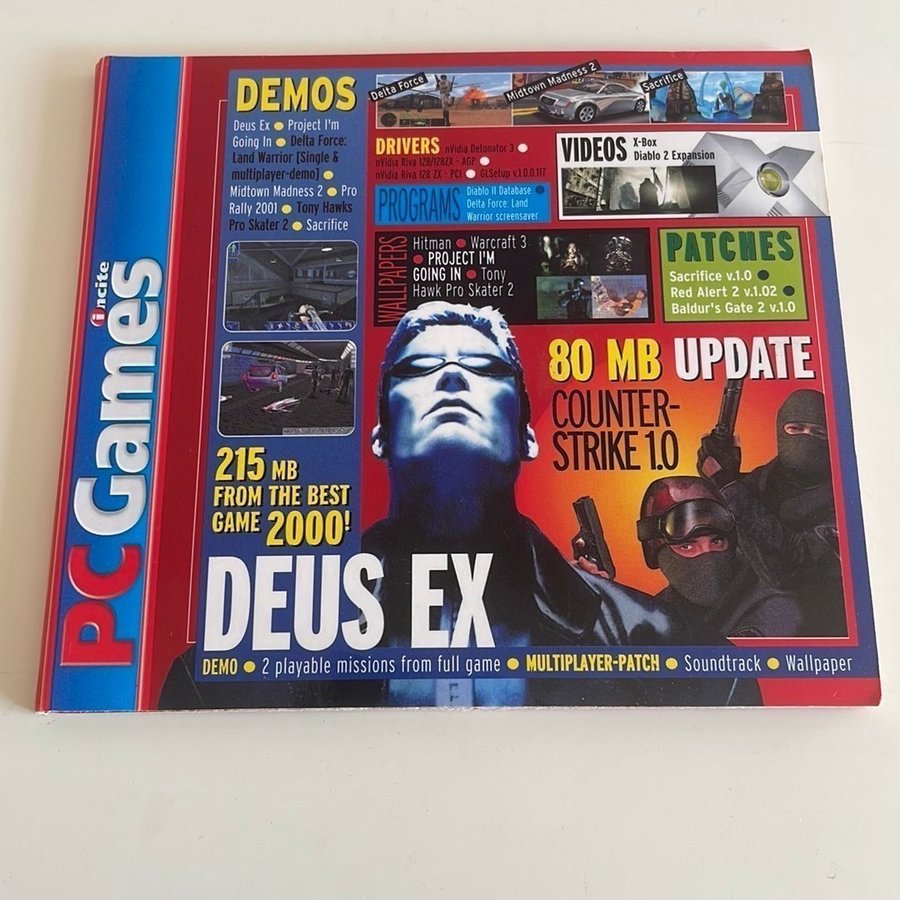 incite
PC Games
DEMOS
Deus Ex ● Project I'm
Going In ● Delta Force:
Land Warrior [Single &
multiplayer-demo] ●
Midtown Madness 2 ● Pro
Rally 2001 ● Tony Hawks
Pro Skater 2 ● Sacrifice
Delta Force
Midtown Madness 2
Sacrifice
DRIVERS nVidia Detonator 3 ●
nVidia Riva 128/128ZX - AGP ●
nVidia Riva 128 ZX - PCI ● GLSetup v.1.0.0.117
PROGRAMS
Diablo II Database ●
Delta Force: Land
Warrior screensaver
VIDEOS X-Box
Diablo 2 Expansion
WALLPAPERS
Hitman ● Warcraft 3
● PROJECT I'M
GOING IN ● Tony
Hawk Pro Skater 2
PATCHES
Sacrifice v.1.0 ●
Red Alert 2 v.1.02 ●
Baldur's Gate 2 v.1.0
80 MB UPDATE
COUNTER-
STRIKE 1.0
215 MB
FROM THE BEST
GAME 2000!
DEUS EX
DEMO ● 2 playable missions from full game ● MULTIPLAYER-PATCH ● Soundtrack ● Wallpaper